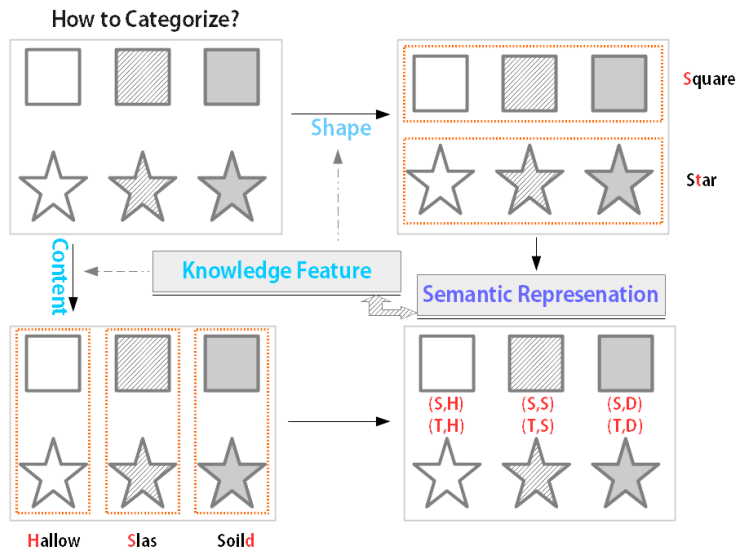 How to Categorize?
Shape
Square
Star
Content
Knowledge Feature
Semantic Represenation
(S,H) (S,S) (S,D)
(T,H) (T,S) (T,D)
Hallow Slas Soild